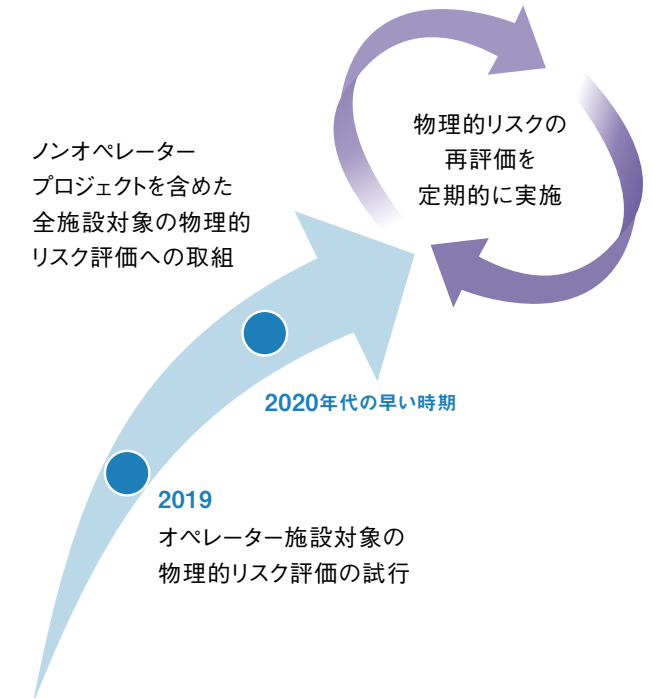 物理的リスクの
再評価を
定期的に実施
ノンオペレーター
プロジェクトを含めた
全施設対象の物理的
リスク評価への取組
2020年代の早い時期
2019
オペレーター施設対象の
物理的リスク評価の試行